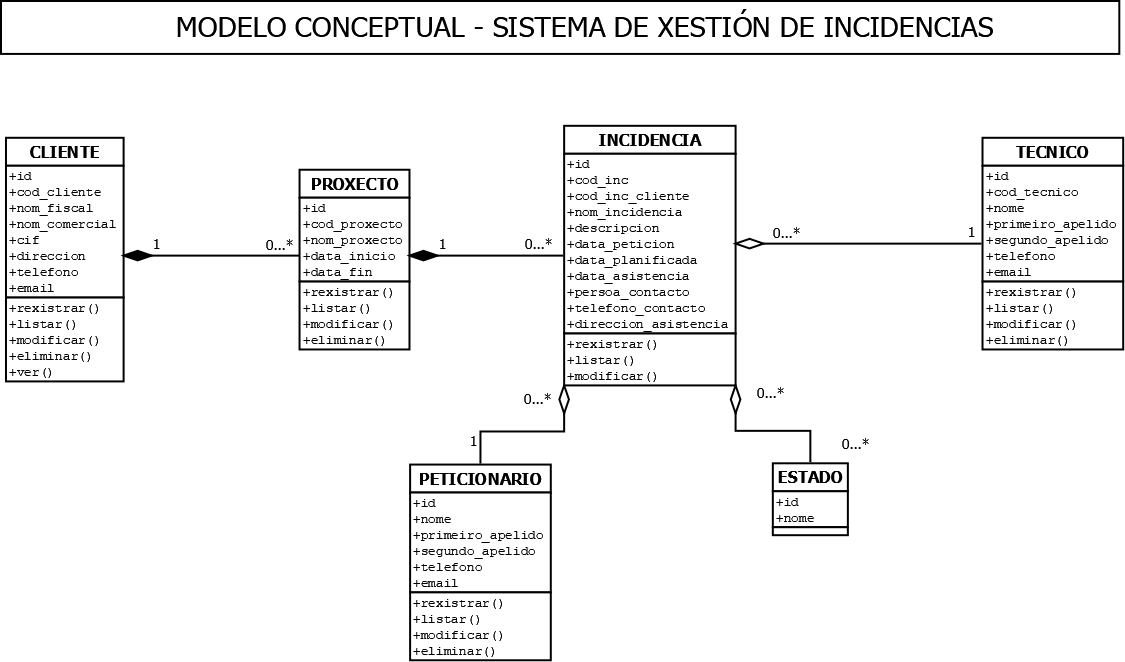 MODELO CONCEPTUAL - SISTEMA DE XESTIÓN DE INCIDENCIAS
CLIENTE
+id
+cod_cliente
+nom_fiscal
+nom_comercial
+cif
+direccion
+telefono
+email
+rexistrar()
+listar()
+modificar()
+eliminar()
+ver()
1
0...*
PROXECTO
+id
+cod_proxecto
+nom_proxecto
+data_inicio
+data_fin
+rexistrar()
+listar()
+modificar()
+eliminar()
1
0...*
INCIDENCIA
+id
+cod_inc
+cod_inc_cliente
+nom_incidencia
+descripcion
+data_peticion
+data_planificada
+data_asistencia
+persoa_contacto
+telefono_contacto
+direccion_asistencia
+rexistrar()
+listar()
+modificar()
0...*
1
TECNICO
+id
+cod_tecnico
+nome
+primeiro_apelido
+segundo_apelido
+telefono
+email
+rexistrar()
+listar()
+modificar()
+eliminar()
0...*
1
PETICIONARIO
+id
+nome
+primeiro_apelido
+segundo_apelido
+telefono
+email
+rexistrar()
+listar()
+modificar()
+eliminar()
0...*
0...*
ESTADO
+id
+nome